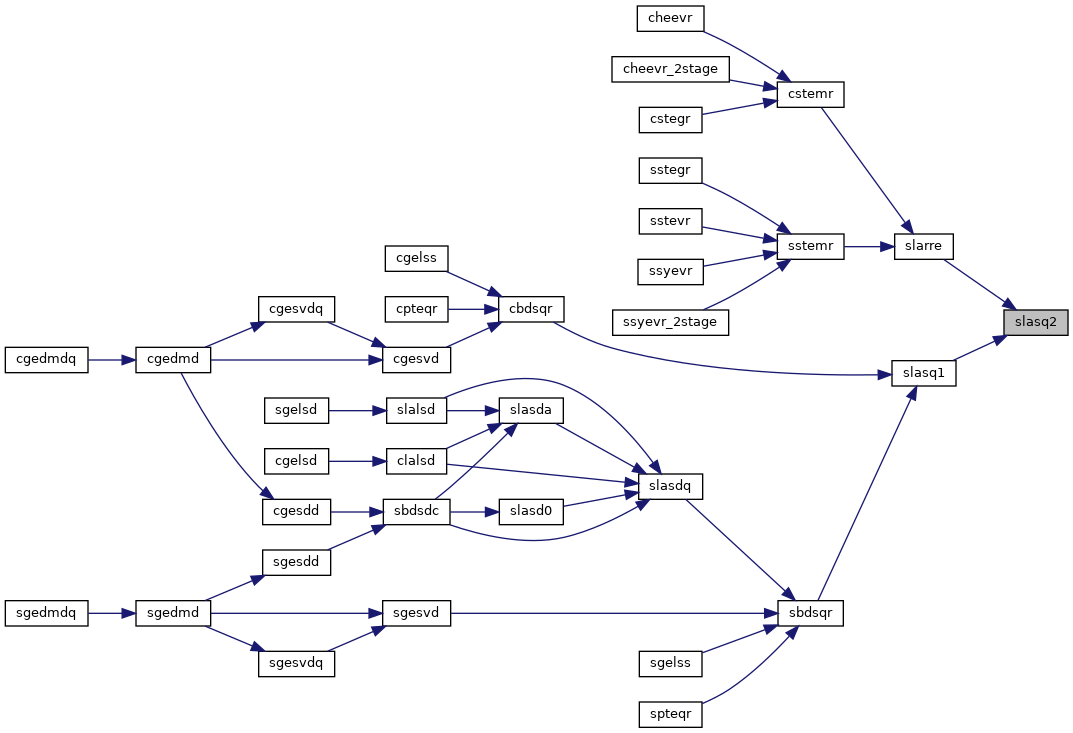 cheevr
cheevr_2stage
cstemr
cstegr
sstegr
sstevr
sstemr
slarre
ssyevr
cgelss
cgesvdq
cpteqr
cbdsqr
ssyevr_2stage
slasq2
cgedmdq
cgedmd
cgesvd
slasq1
sgelsd
slalsd
slasda
cgelsd
clalsd
slasdq
cgesdd
sbdsdc
slasd0
sgesdd
sgedmdq
sgedmd
sgesvd
sbdsqr
sgesvdq
sgelss
spteqr